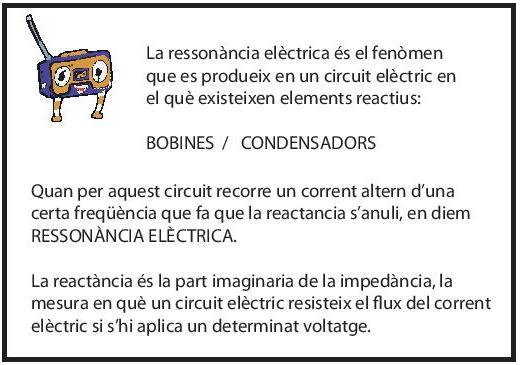 La ressonància elèctrica és el fenòmen
que es produeix en un circuit elèctric en
el què existeixen elements reactius:
BOBINES / CONDENSADORS
Quan per aquest circuit recorre un corrent altern d'una
certa freqüència que fa que la reactancia s'anuli, en diem
RESSONÀNCIA ELÈCTRICA.
La reactància és la part imaginaria de la impedància, la
mesura en què un circuit elèctric resisteix el flux del corrent
elèctric si s'hi aplica un determinat voltatge.